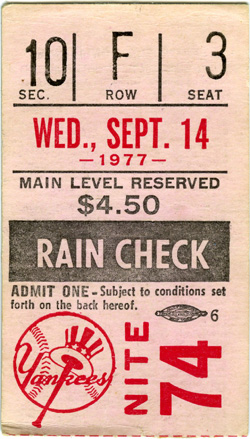 10 F 3
SEC. ROW SEAT
WED., SEPT. 14
-1977-
MAIN LEVEL RESERVED
$4.50
RAIN CHECK
ADMIT ONE-Subject to conditions set
forth on the back hereof.
6
Yankees
NITE
74